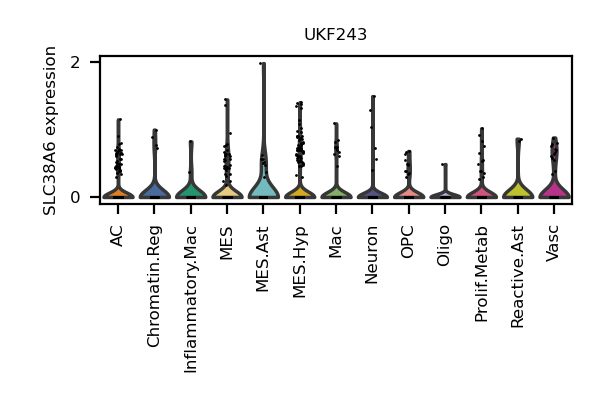 UKF243
SLC38A6 expression
2
0
AC
Chromatin.Reg
Inflammatory.Mac
MES
MES.Ast
MES.Hyp
Mac
Neuron
OPC
Oligo
Prolif.Metab
Reactive.Ast
Vasc